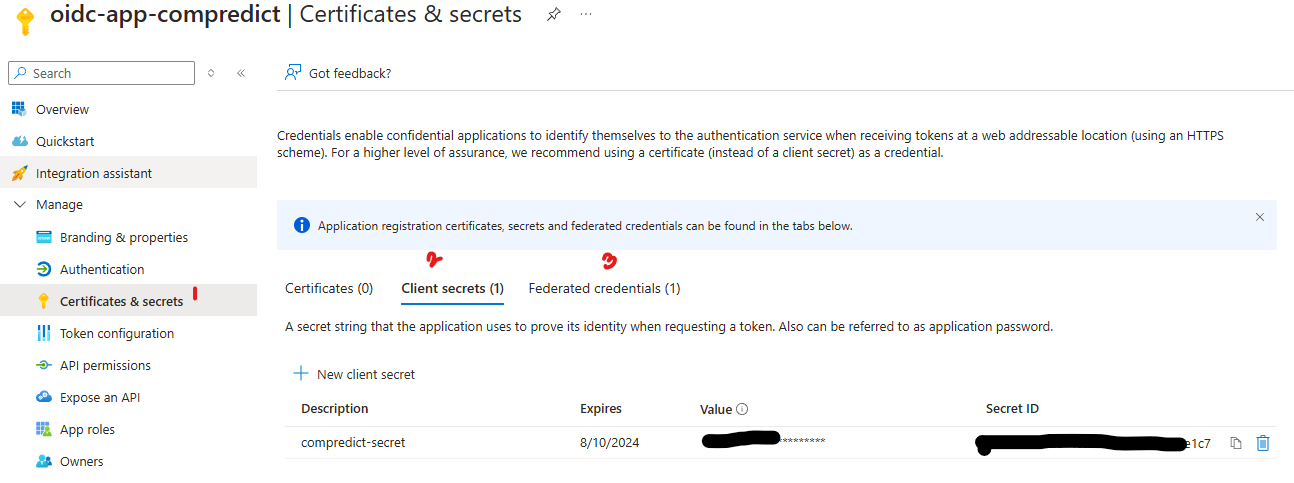 oidc-app-compredict | Certificates & secrets
Search
Got feedback?
Overview
Quickstart
Integration assistant
Manage
Branding & properties
Authentication
Certificates & secrets 1
Token configuration
API permissions
Expose an API
App roles
Owners
Credentials enable confidential applications to identify themselves to the authentication service when receiving tokens at a web addressable location (using an HTTPS
scheme). For a higher level of assurance, we recommend using a certificate (instead of a client secret) as a credential.
Application registration certificates, secrets and federated credentials can be found in the tabs below.
2 3
Certificates (0) Client secrets (1) Federated credentials (1)
A secret string that the application uses to prove its identity when requesting a token. Also can be referred to as application password.
New client secret
Description Expires Value Secret ID
compredict-secret 8/10/2024 ********* e1c7